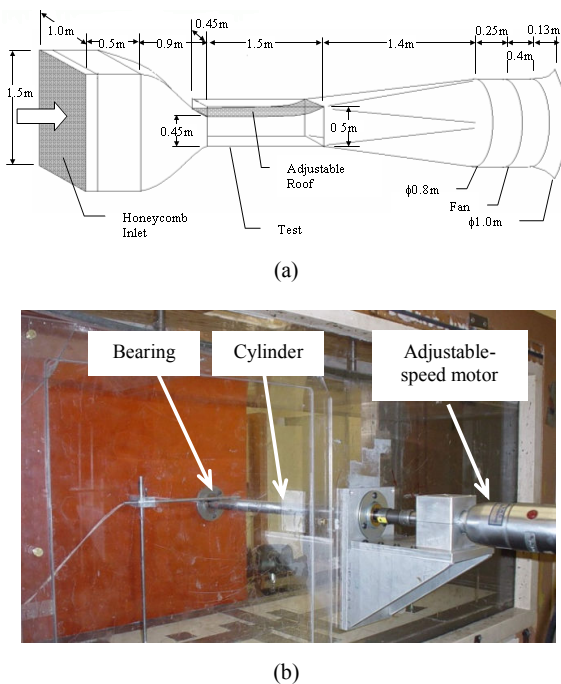 1.0m
0.5m
0.9m
0.45m
1.5m
1.4m
0.25m
0.4m
0.13m
1.5m
0.45m
0.5m
Adjustable
Roof
ϕ0.8m
Fan
ϕ1.0m
Honeycomb
Inlet
Test
(a)
Bearing
Cylinder
Adjustable-
speed motor
(b)